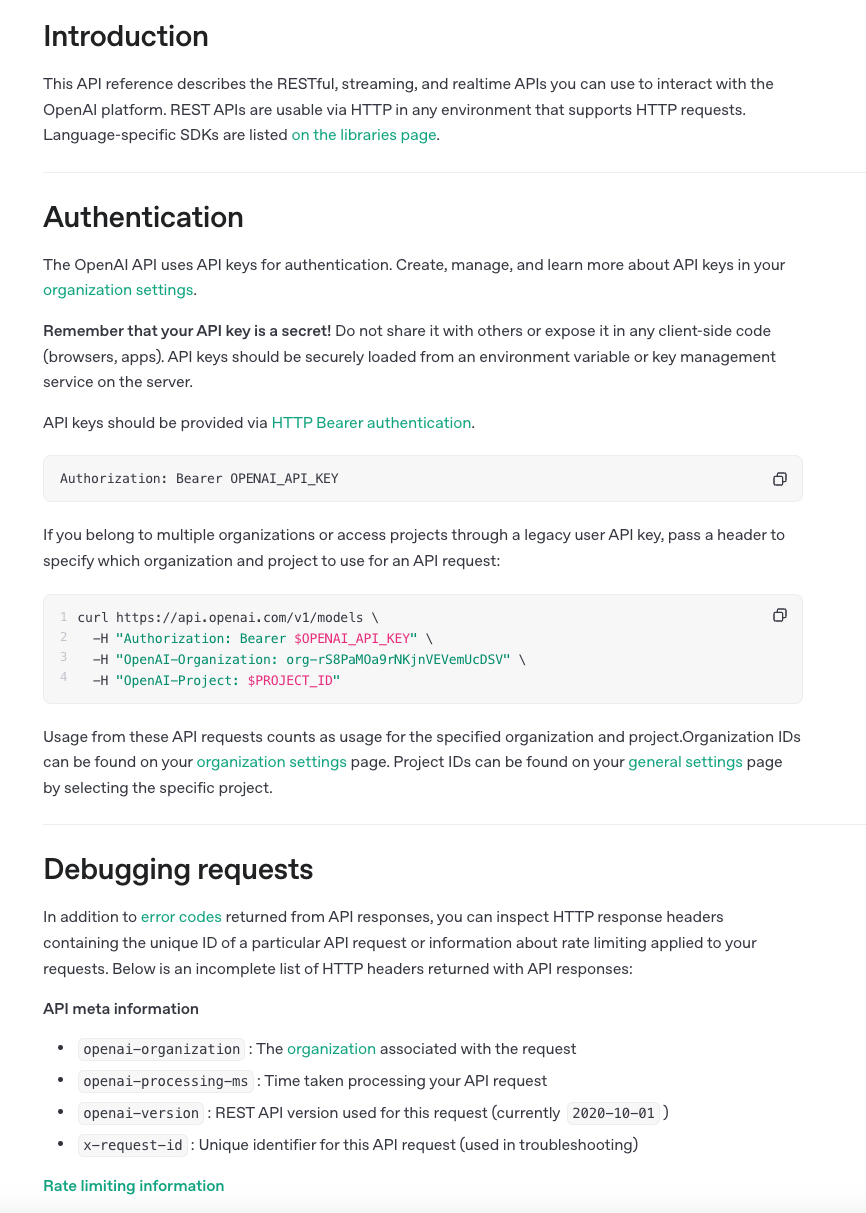 Introduction
This API reference describes the RESTful, streaming, and realtime APIs you can use to interact with the
OpenAI platform. REST APIs are usable via HTTP in any environment that supports HTTP requests.
Language-specific SDKs are listed on the libraries page.
Authentication
The OpenAI API uses API keys for authentication. Create, manage, and learn more about API keys in your
organization settings.
Remember that your API key is a secret! Do not share it with others or expose it in any client-side code
(browsers, apps). API keys should be securely loaded from an environment variable or key management
service on the server.
API keys should be provided via HTTP Bearer authentication.
Authorization: Bearer OPENAI_API_KEY
If you belong to multiple organizations or access projects through a legacy user API key, pass a header to
specify which organization and project to use for an API request:
1 curl https://api.openai.com/v1/models \
2 -H "Authorization: Bearer $OPENAI_API_KEY" \
3 -H "OpenAI-Organization: org-rS8PaMOa9rNKjnVEVemUcDSV" \
4 -H "OpenAI-Project: $PROJECT_ID"
Usage from these API requests counts as usage for the specified organization and project.Organization IDs
can be found on your organization settings page. Project IDs can be found on your general settings page
by selecting the specific project.
Debugging requests
In addition to error codes returned from API responses, you can inspect HTTP response headers
containing the unique ID of a particular API request or information about rate limiting applied to your
requests. Below is an incomplete list of HTTP headers returned with API responses:
API meta information
• openai-organization : The organization associated with the request
• openai-processing-ms : Time taken processing your API request
• openai-version : REST API version used for this request (currently 2020-10-01 )
• x-request-id : Unique identifier for this API request (used in troubleshooting)
Rate limiting information